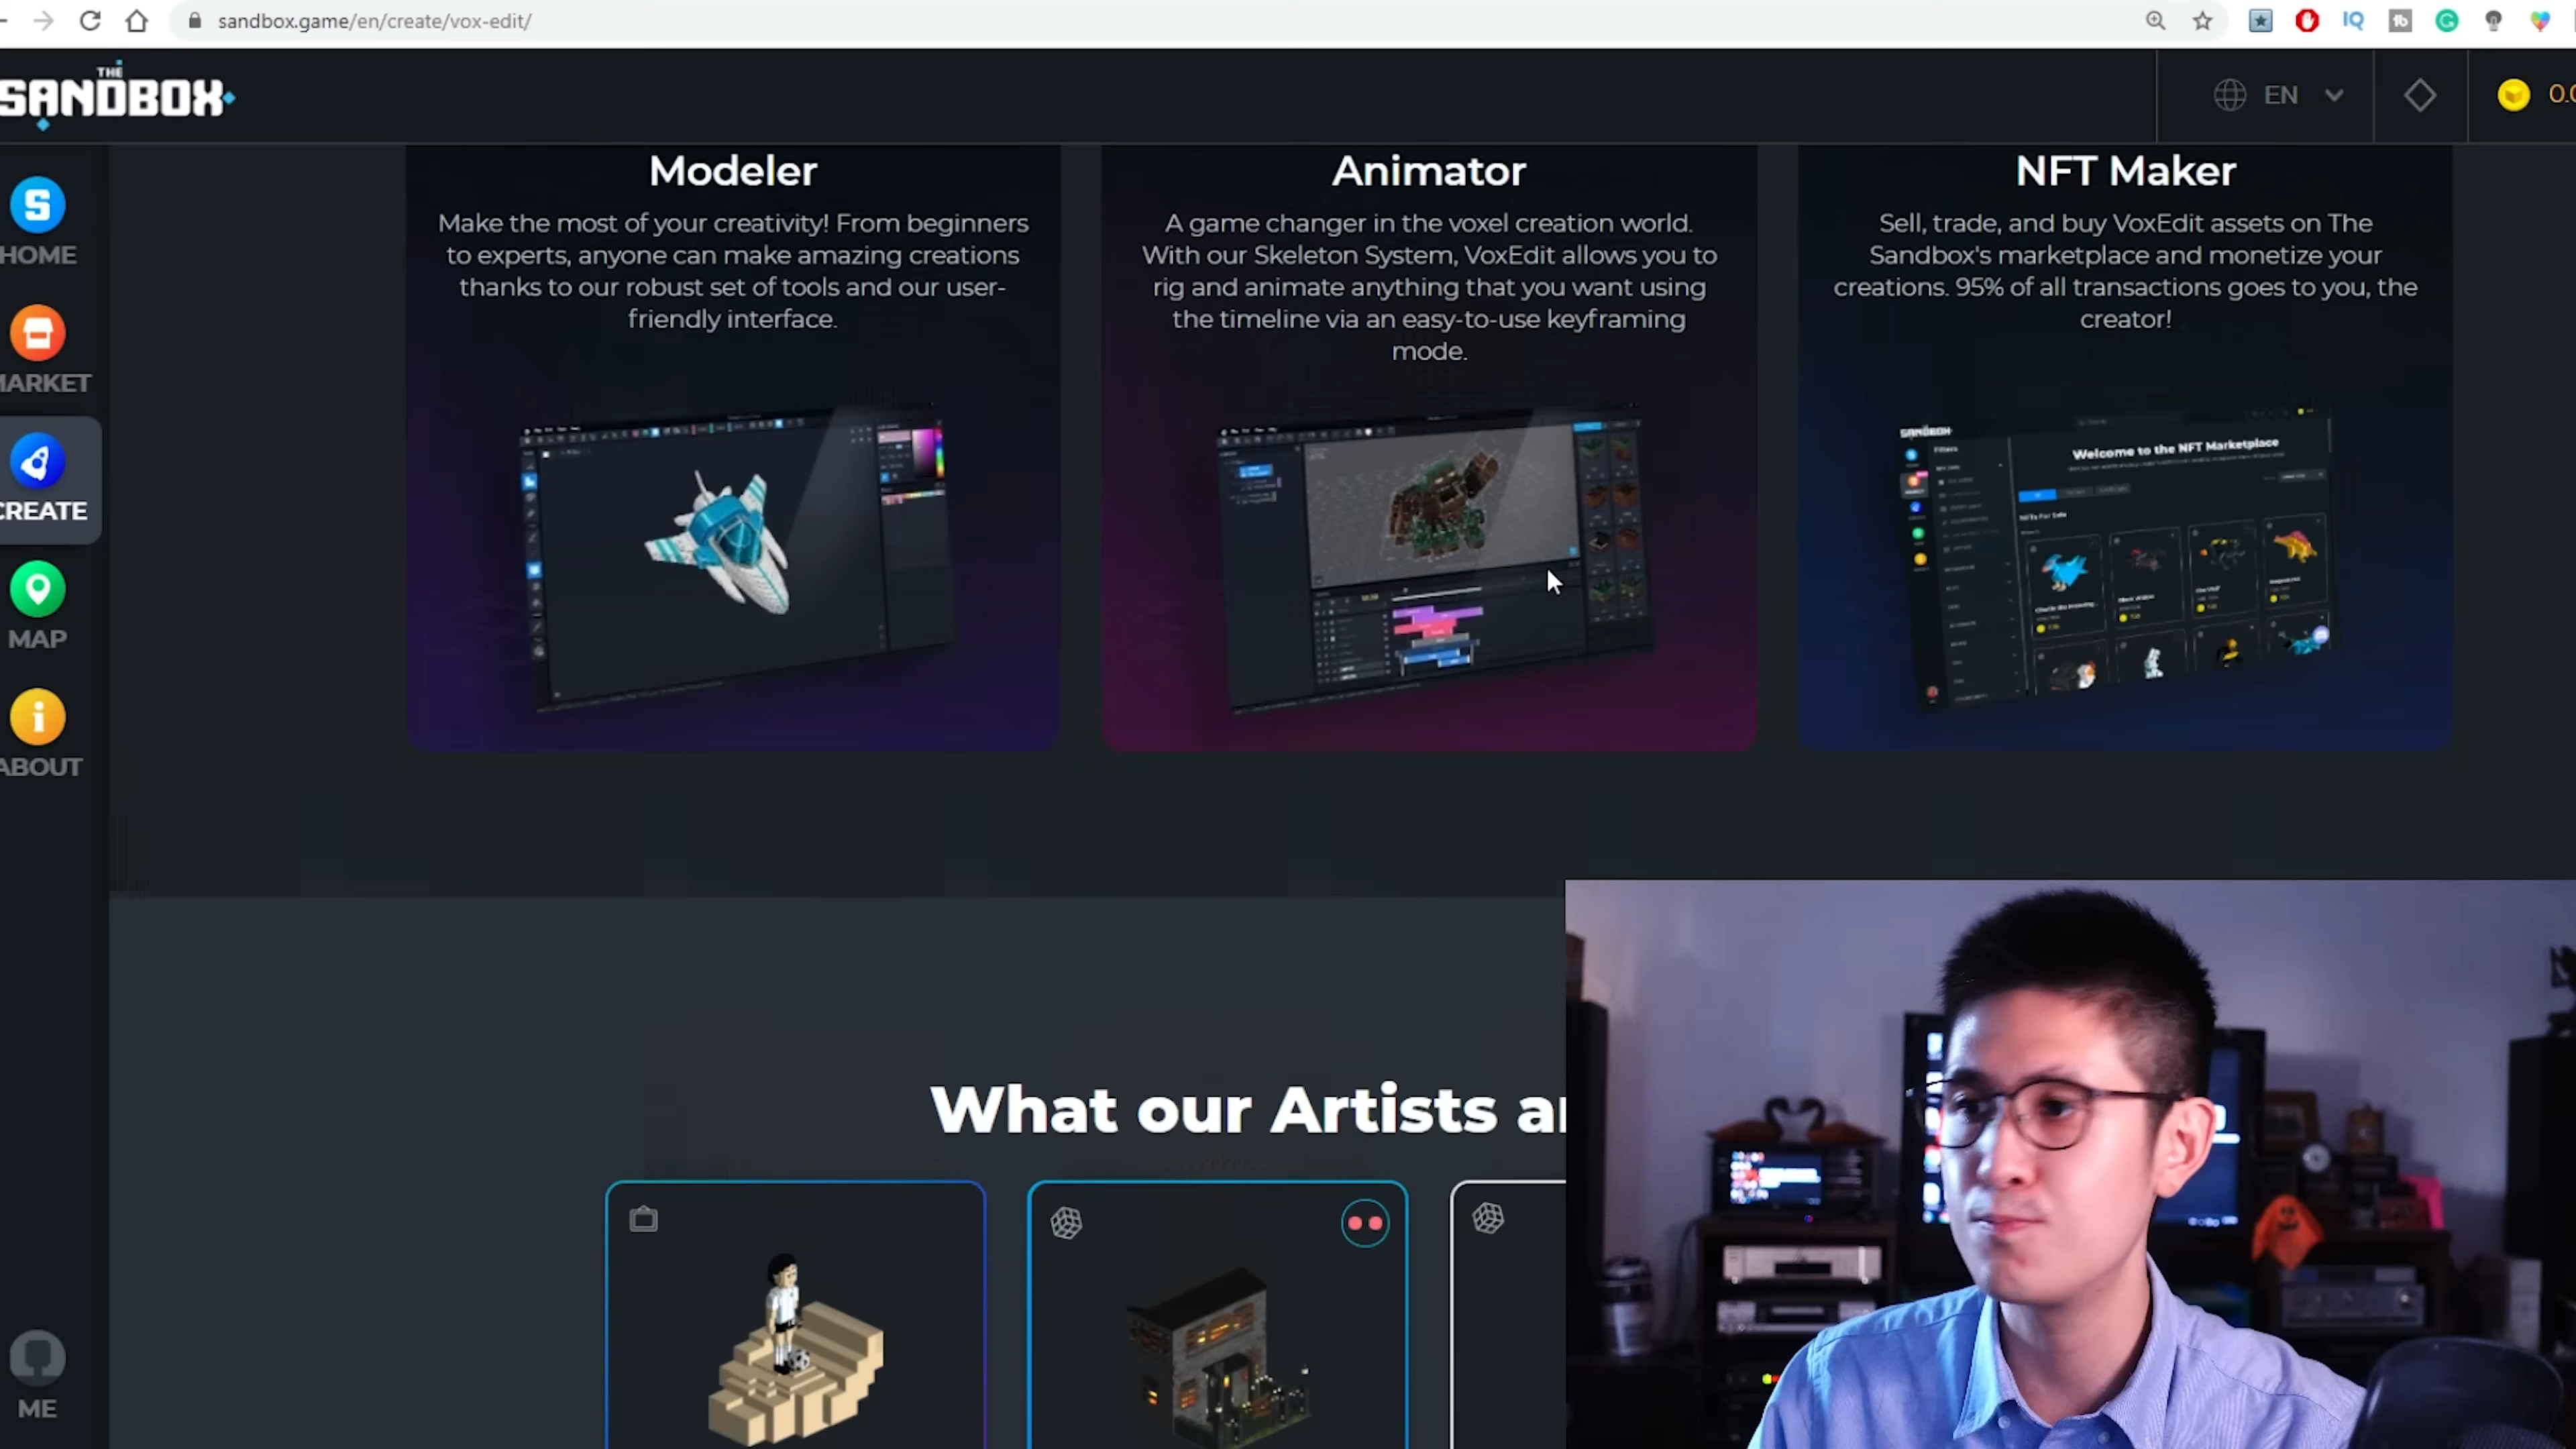 sandbox.game/en/create/vox-edit/
THE
SANDBOX
EN
0.0
HOME
MARKET
CREATE
MAP
ABOUT
ME
Modeler
Make the most of your creativity! From beginners
to experts, anyone can make amazing creations
thanks to our robust set of tools and our user-
friendly interface.
Animator
A game changer in the voxel creation world.
With our Skeleton System, VoxEdit allows you to
rig and animate anything that you want using
the timeline via an easy-to-use keyframing
mode.
NFT Maker
Sell, trade, and buy VoxEdit assets on The
Sandbox's marketplace and monetize your
creations. 95% of all transactions goes to you, the
creator!
SANDBOX
Filters
Welcome to the NFT Marketplace
What our Artists a